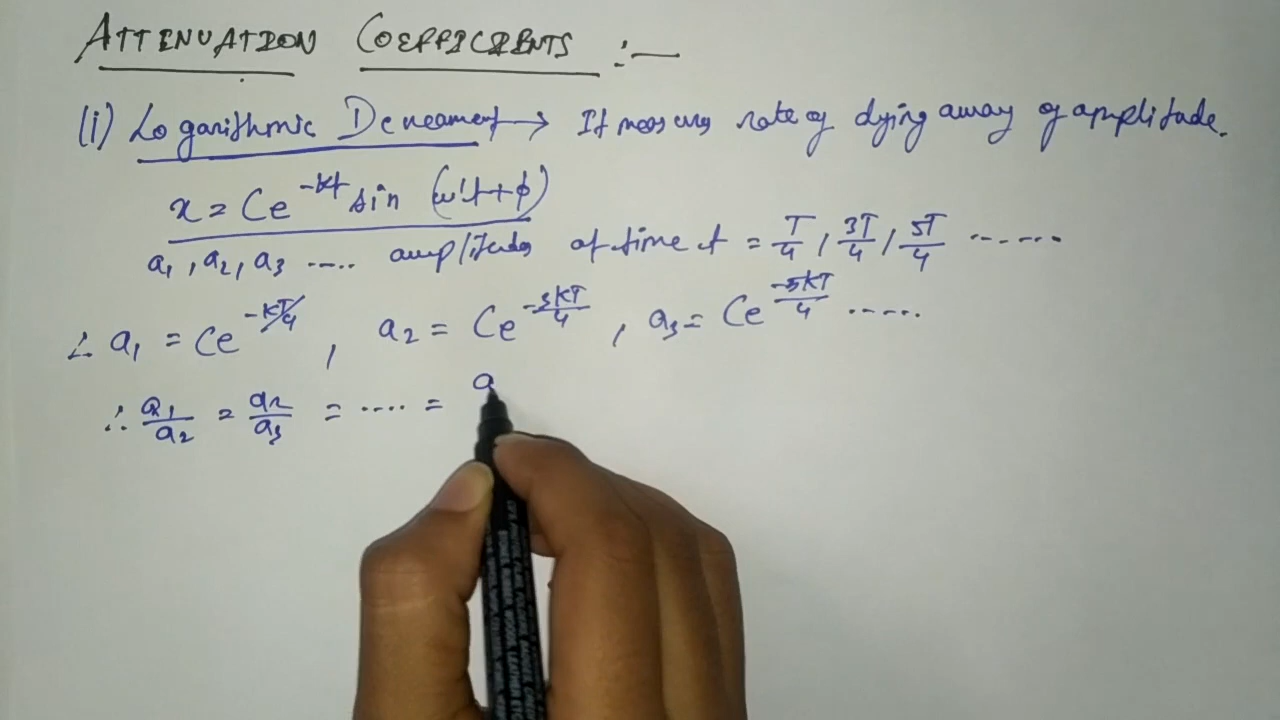 ATTENUATION COEFFICIENTS :—
(i) Logarithmic Decrement → It measures rate of dying away of amplitude.
x = Ce^{-kt} sin (ω't+ϕ)
a₁, a₂, a₃ ..... amplitudes at time t = T/4, 3T/4, 5T/4 .......
∴ a₁ = Ce^{-kT/4}, a₂ = Ce^{-3kT/4}, a₃ = Ce^{-5kT/4} ......
∴ a₁/a₂ = a₂/a₃ = ..... = a